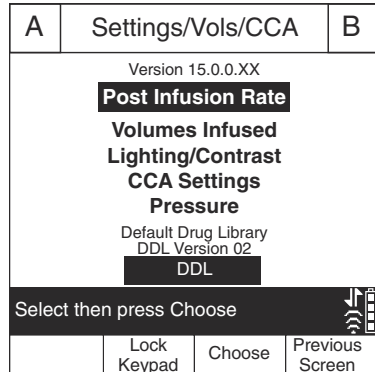 A Settings/Vols/CCA B
Version 15.0.0.XX
Post Infusion Rate
Volumes Infused
Lighting/Contrast
CCA Settings
Pressure
Default Drug Library
DDL Version 02
DDL
Select then press Choose
Lock Keypad
Choose
Previous Screen